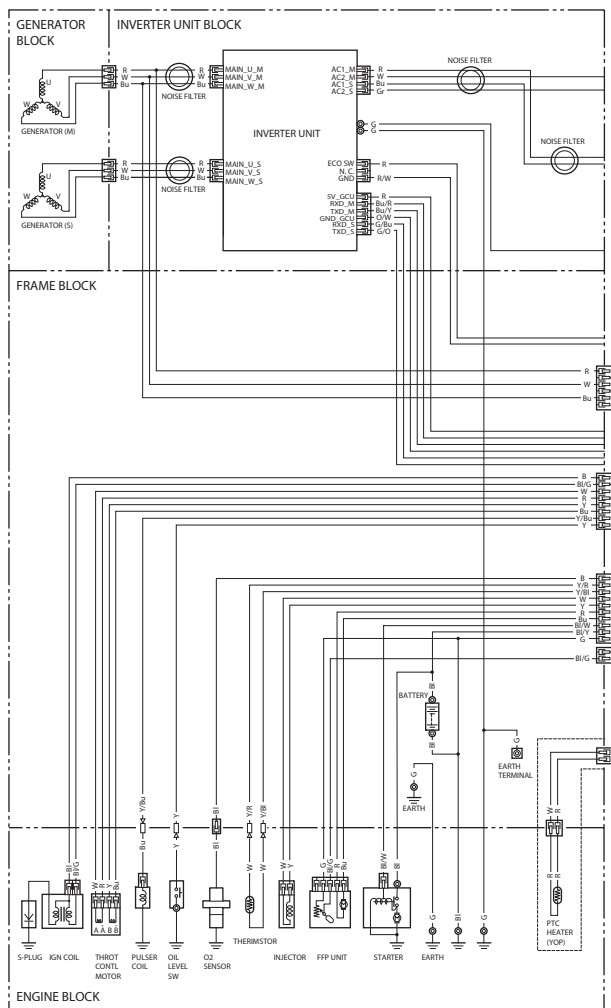 GENERATOR
BLOCK
INVERTER UNIT BLOCK
R
W
Bu
R
W
Bu
NOISE FILTER
MAIN_U_M
MAIN_V_M
MAIN_W_M
U
W
V
GENERATOR (M)
INVERTER UNIT
AC1_M
AC2_M
AC1_S
AC2_S
R
W
Bu
Gr
NOISE FILTER
G
G
NOISE FILTER
R
W
Bu
R
W
Bu
NOISE FILTER
MAIN_U_S
MAIN_V_S
MAIN_W_S
U
W
V
GENERATOR (S)
ECO SW
N. C.
GND
R
R/W
5V_GCU
RXD_M
TXD_M
GND_GCU
RXD_S
TXD_S
R
Bu/R
Bu/Y
O/W
G/Bu
G/O
FRAME BLOCK
R
W
Bu
B
Bl/G
W
R
Y
Bu
Y/Bu
Y
B
Y/R
Y/Bl
W
Y
R
Bu
Bl/W
Bl/Y
G
Bl/G
Bl
BATTERY
Bl
G
EARTH
G
EARTH
TERMINAL
Y/Bu
Y
Bl
Y/R
Y/Bl
W
R
Bl
Bl/G
W
R
Y
Bu
Bu
Y
Bl
W
W
W
Y
G
Bl/G
R
Bu
Bl/W
Bl
G
Bl
G
R
R
A
A
B
B
S-PLUG
IGN COIL
THROT
CONTL
MOTOR
PULSER
COIL
OIL
LEVEL
SW
O2
SENSOR
THERIMSTOR
INJECTOR
FFP UNIT
STARTER
EARTH
PTC
HEATER
(YOP)
ENGINE BLOCK